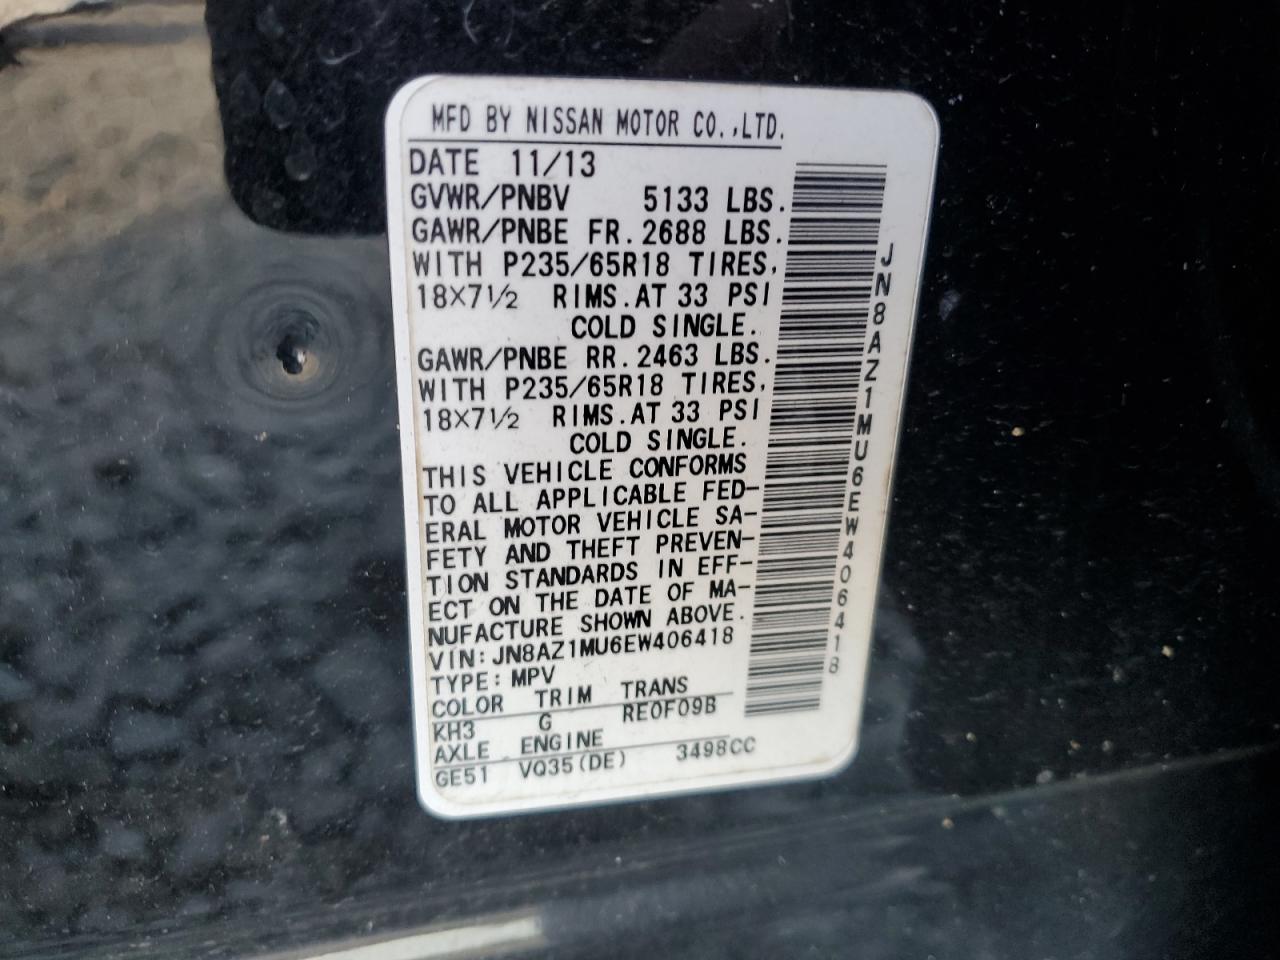 MFD BY NISSAN MOTOR CO.,LTD.
DATE 11/13
GVWR/PNBV 5133 LBS.
GAWR/PNBE FR. 2688 LBS.
WITH P235/65R18 TIRES,
18×7½ RIMS. AT 33 PSI
COLD SINGLE.
GAWR/PNBE RR. 2463 LBS.
WITH P235/65R18 TIRES,
18×7½ RIMS. AT 33 PSI
COLD SINGLE.
THIS VEHICLE CONFORMS
TO ALL APPLICABLE FED-
ERAL MOTOR VEHICLE SA-
FETY AND THEFT PREVEN-
TION STANDARDS IN EFF-
ECT ON THE DATE OF MA-
NUFACTURE SHOWN ABOVE.
VIN: JN8AZ1MU6EW406418
TYPE: MPV
COLOR TRIM TRANS
KH3 G RE0F09B
AXLE ENGINE
GE51 VQ35(DE) 3498CC
JN8AZ1MU6EW406418